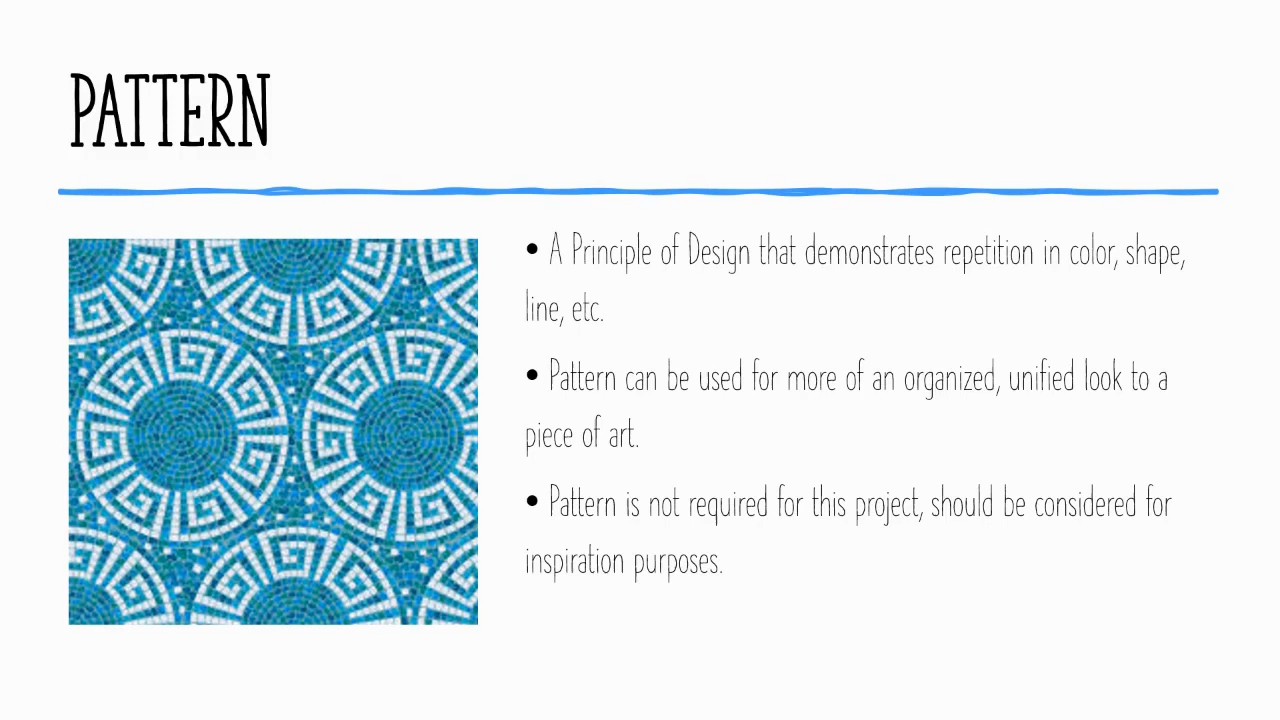 PATTERN
• A Principle of Design that demonstrates repetition in color, shape,
line, etc.
• Pattern can be used for more of an organized, unified look to a
piece of art.
• Pattern is not required for this project, should be considered for
inspiration purposes.